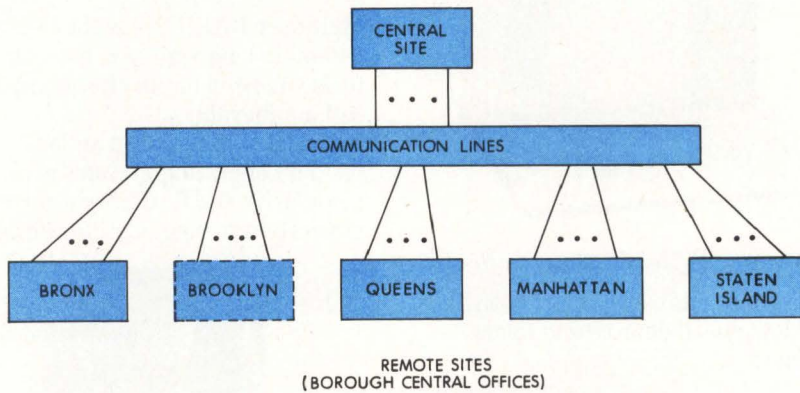 CENTRAL
SITE
COMMUNICATION LINES
BRONX
BROOKLYN
QUEENS
MANHATTAN
STATEN
ISLAND
REMOTE SITES
(BOROUGH CENTRAL OFFICES)